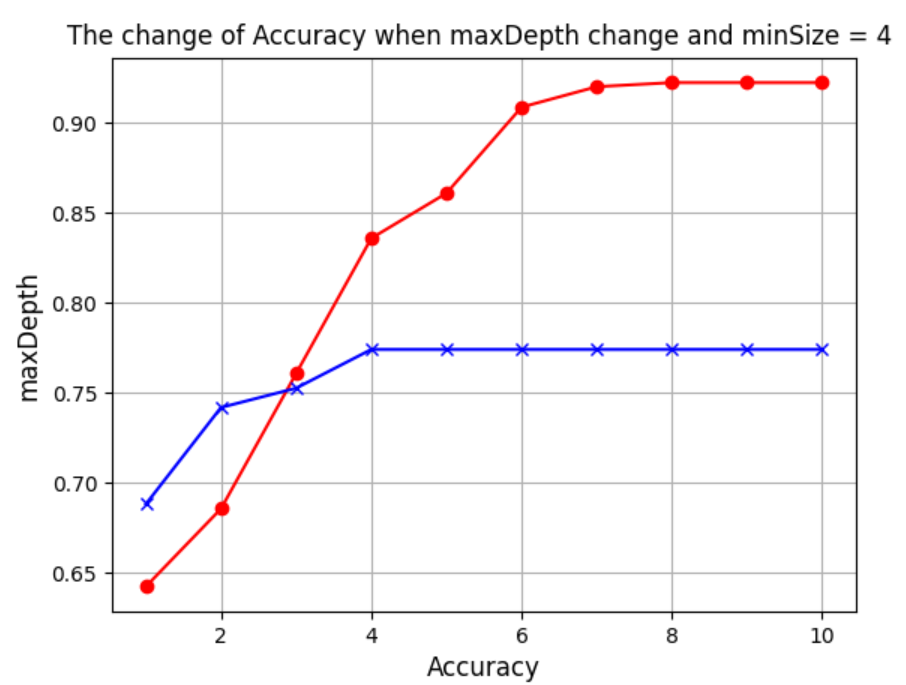 The change of Accuracy when maxDepth change and minSize = 4
0.90
0.85
0.80
0.75
0.70
0.65
maxDepth
2 4 6 8 10
Accuracy